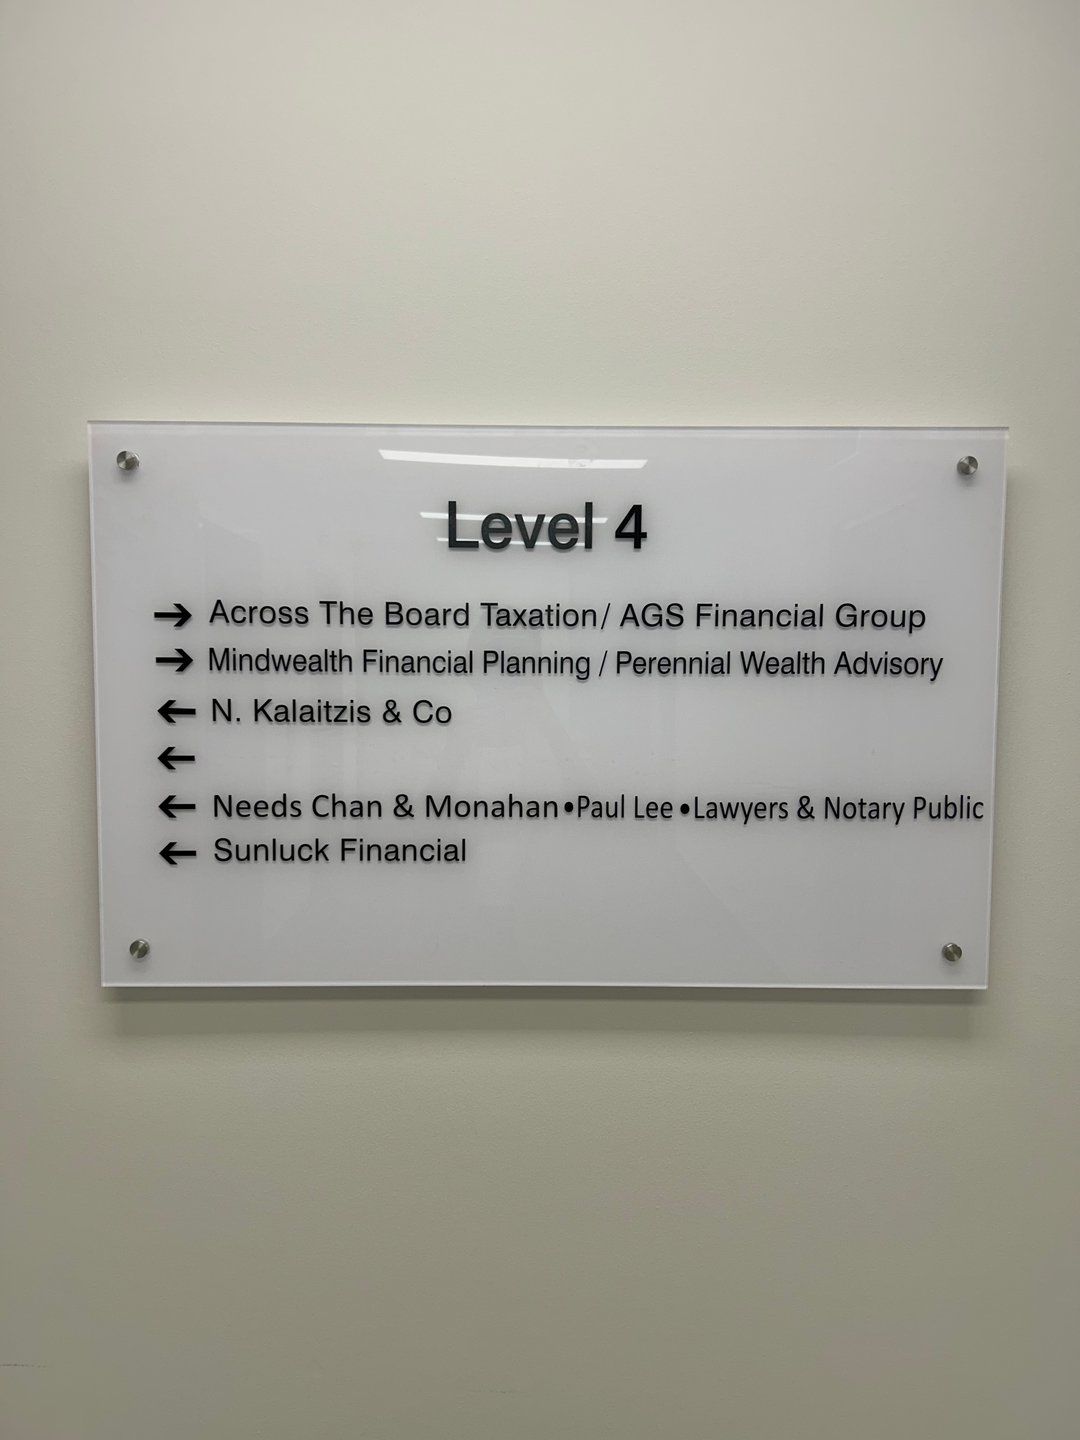 Level 4
→ Across The Board Taxation/ AGS Financial Group
→ Mindwealth Financial Planning / Perennial Wealth Advisory
← N. Kalaitzis & Co
←
← Needs Chan & Monahan•Paul Lee•Lawyers & Notary Public
← Sunluck Financial